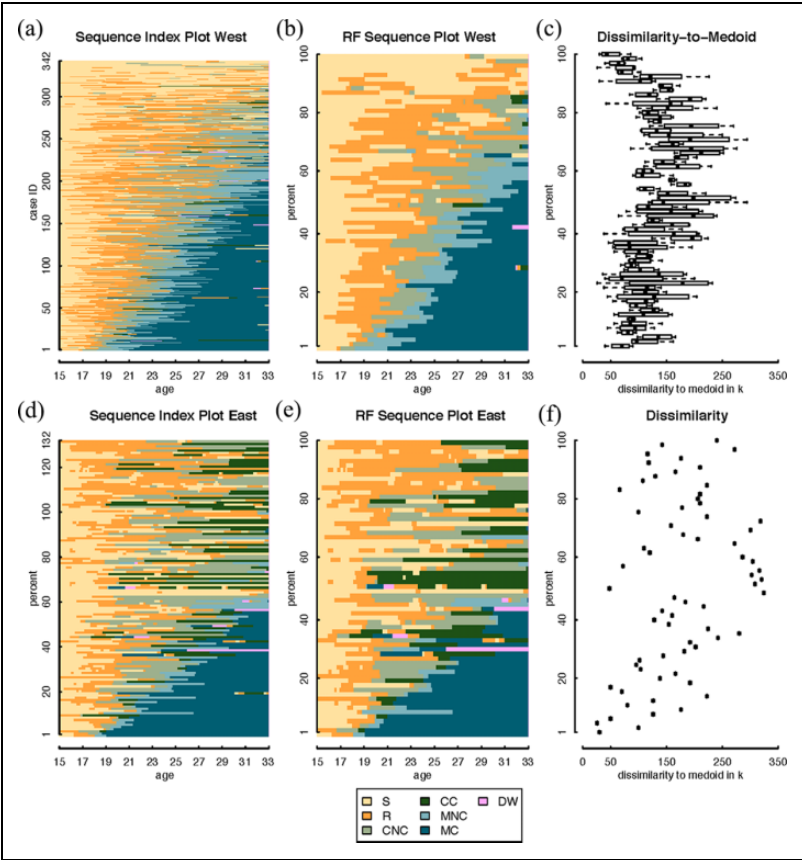 (a) Sequence Index Plot West
342
300
250
200
150
100
50
1
case ID
15 17 19 21 23 25 27 29 31 33
age
(b) RF Sequence Plot West
100
80
60
40
20
1
percent
15 17 19 21 23 25 27 29 31 33
age
(c) Dissimilarity-to-Medoid
100
80
60
40
20
1
percent
0 50 150 250 350
dissimilarity to medoid in k
(d) Sequence Index Plot East
132
120
100
80
60
40
20
1
percent
15 17 19 21 23 25 27 29 31 33
age
(e) RF Sequence Plot East
100
80
60
40
20
1
percent
15 17 19 21 23 25 27 29 31 33
age
(f) Dissimilarity
100
80
60
40
20
1
percent
0 50 150 250 350
dissimilarity to medoid in k
S CC DW
R MNC
CNC MC